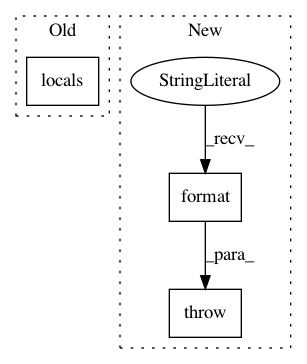 Old
New
locals
StringLiteral
_recv_
format
_para_
throw